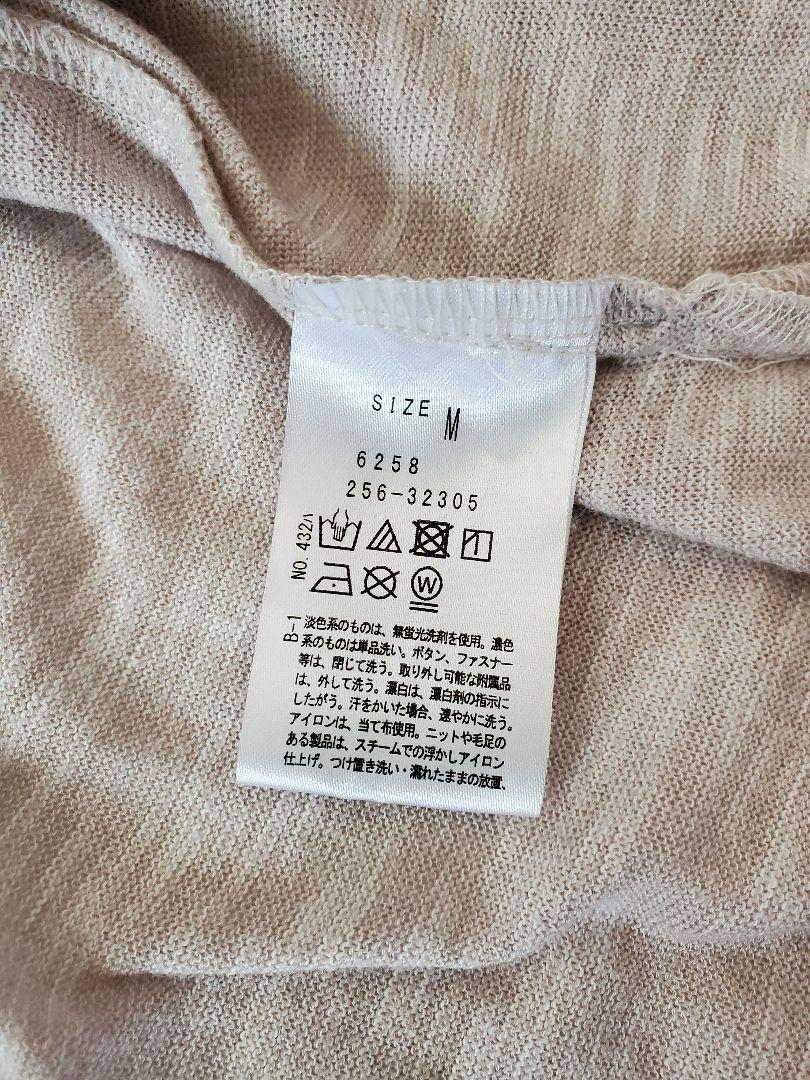 SIZE M
6258
256-32305
NO. 432ハ
W
B-1
淡色系のものは、無蛍光洗剤を使用。濃色
系のものは単品洗い。ボタン、ファスナー
等は、閉じて洗う。取り外し可能な附属品
は、外して洗う。漂白は、漂白剤の指示に
したがう。汗をかいた場合、速やかに洗う。
アイロンは、当て布使用。ニットや毛足の
ある製品は、スチームでの浮かしアイロン
仕上げ。つけ置き洗い・濡れたままの放置、